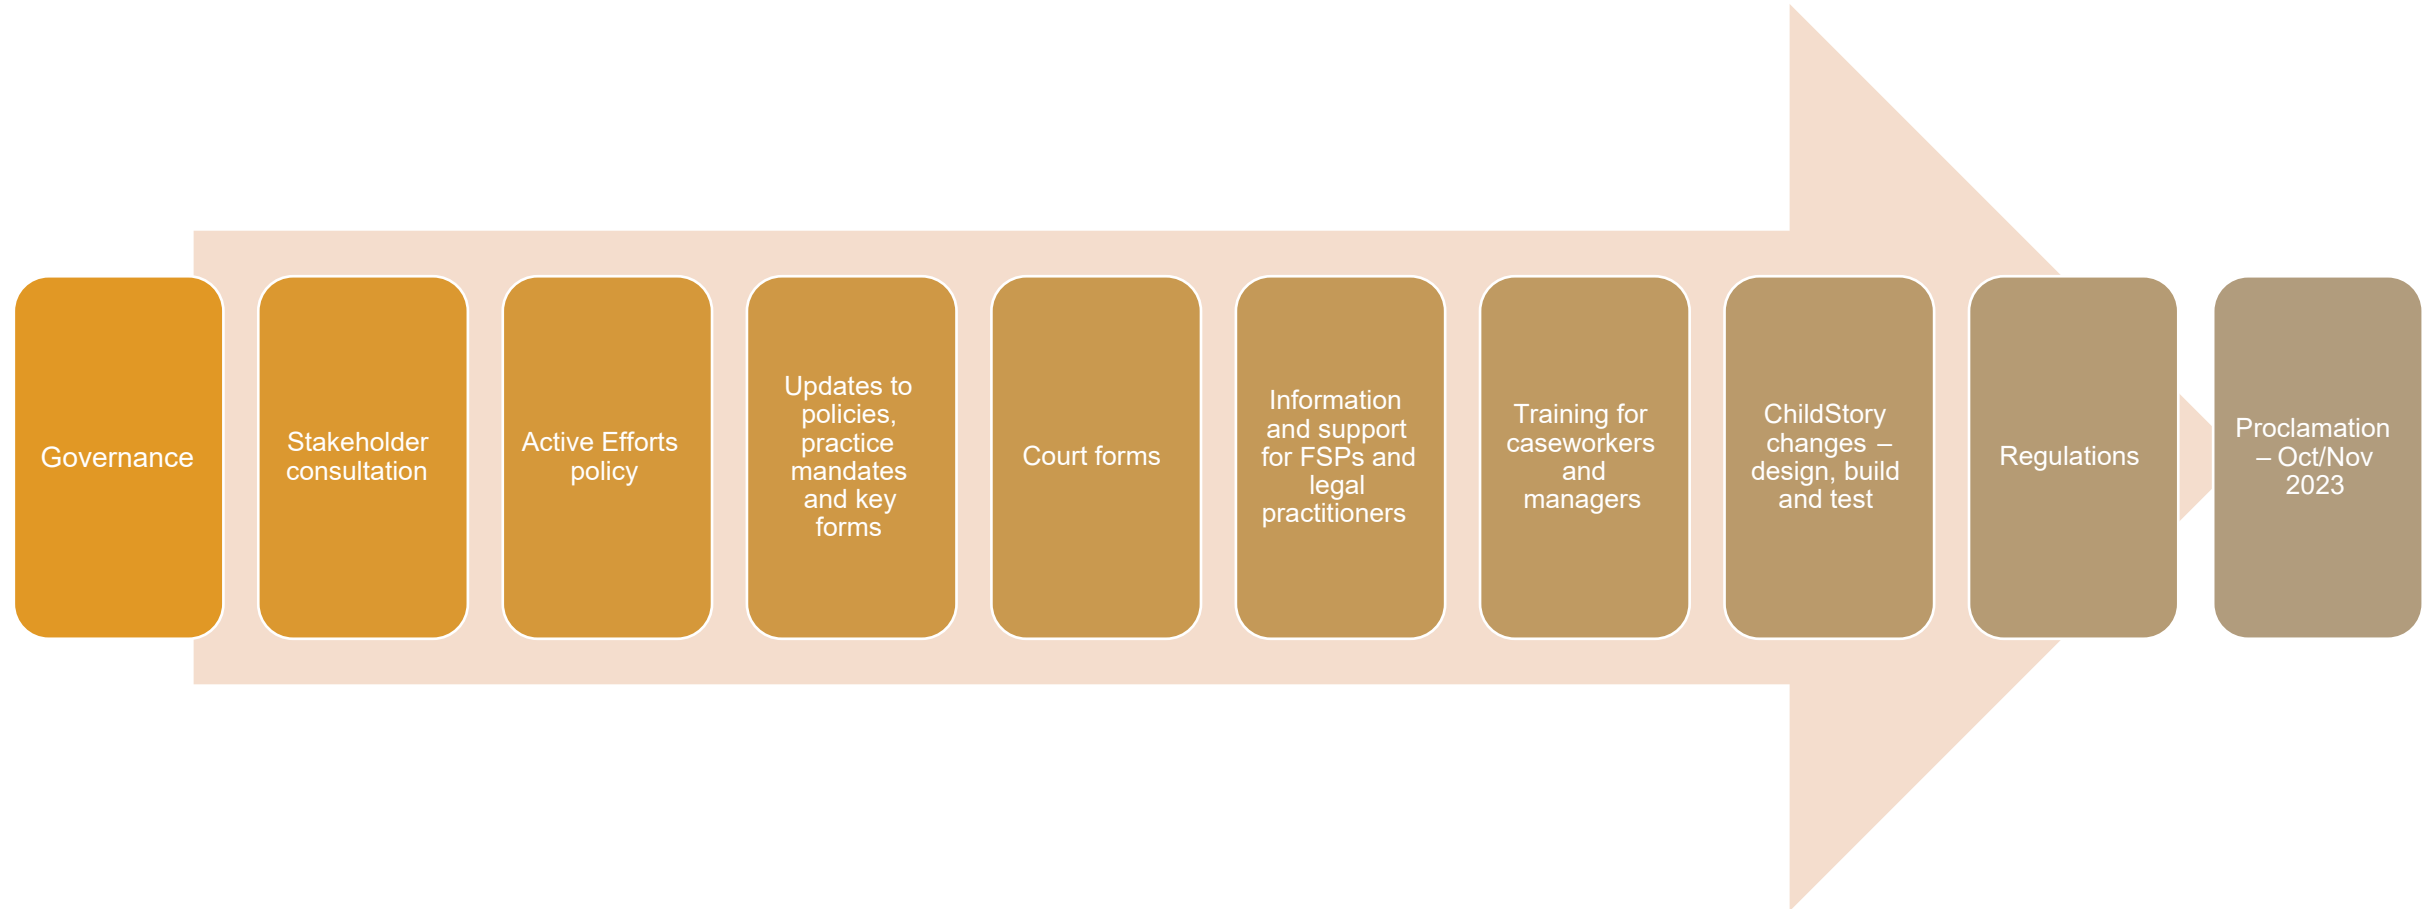 Governance
Stakeholder
consultation
Active Efforts
policy
Updates to
policies,
practice
mandates
and key
forms
Court forms
Information
and support
for FSPs and
legal
practitioners
Training for
caseworkers
and
managers
ChildStory
changes –
design, build
and test
Regulations
Proclamation
– Oct/Nov
2023